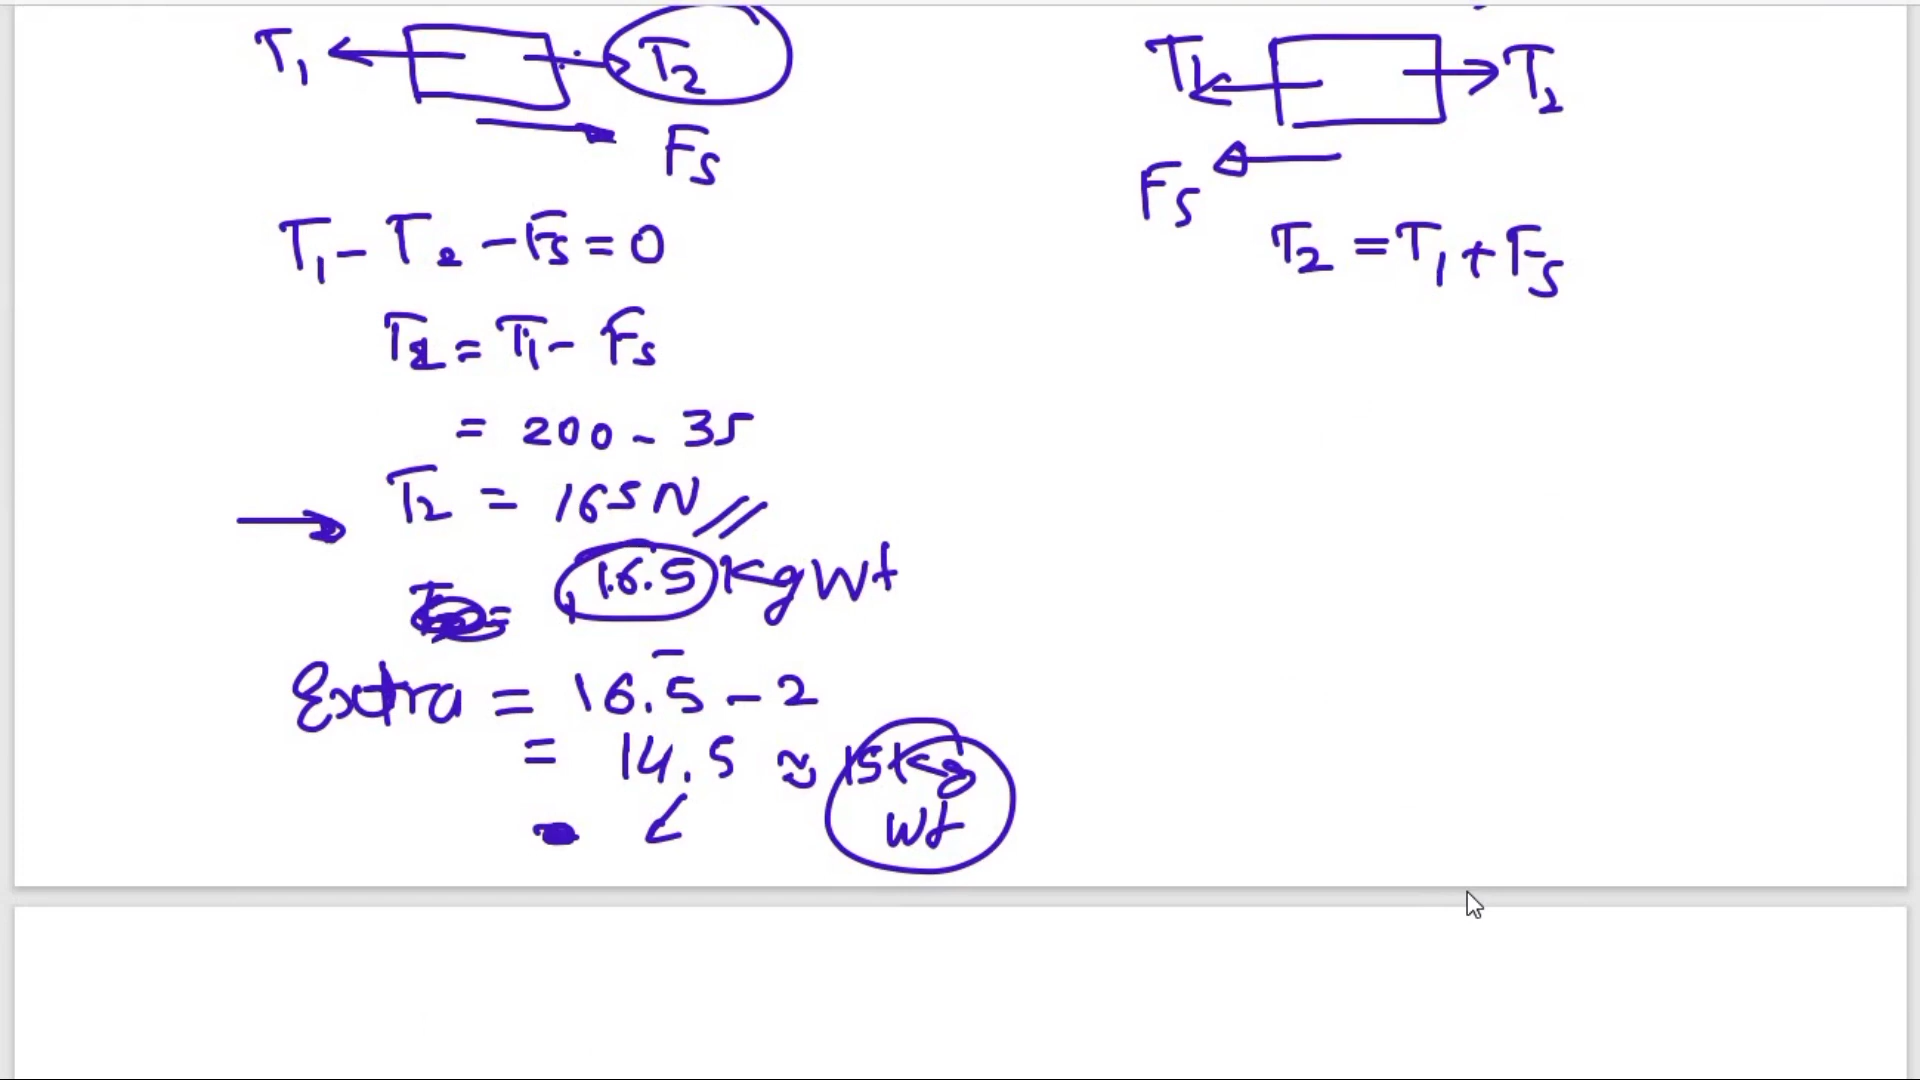 T₁ T₂
Fs
T₁ - T₂ - Fs = 0
T₂ = T₁ - Fs
= 200 - 35
T₂ = 165 N
16.5 Kg Wt
Extra = 16.5 - 2
= 14.5 ≈ 15 Kg
Wt
T₁ T₂
Fs
T₂ = T₁ + Fs